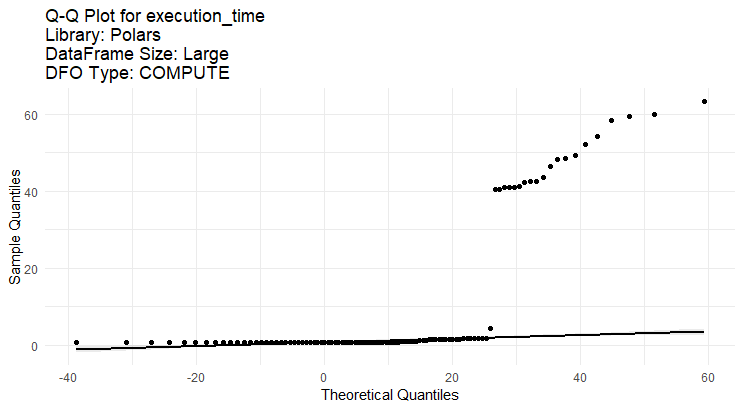 Q-Q Plot for execution_time
Library: Polars
DataFrame Size: Large
DFO Type: COMPUTE
60
40
20
0
Sample Quantiles
-40
-20
0
20
40
60
Theoretical Quantiles